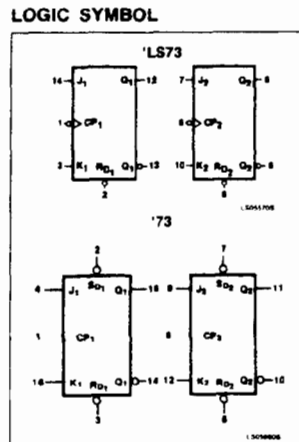 LOGIC SYMBOL
'LS73
14 J1 Q1 12 7 J2 Q2 9
1 CP1 5 CP2
3 K1 RD1 Q1 13 10 K2 RD2 Q2 8
2 6
'73
2 7
4 J1 SD1 Q1 15 9 J2 SD2 Q2 11
1 CP1 6 CP2
16 K1 RD1 Q1 14 12 K2 RD2 Q2 10
3 8